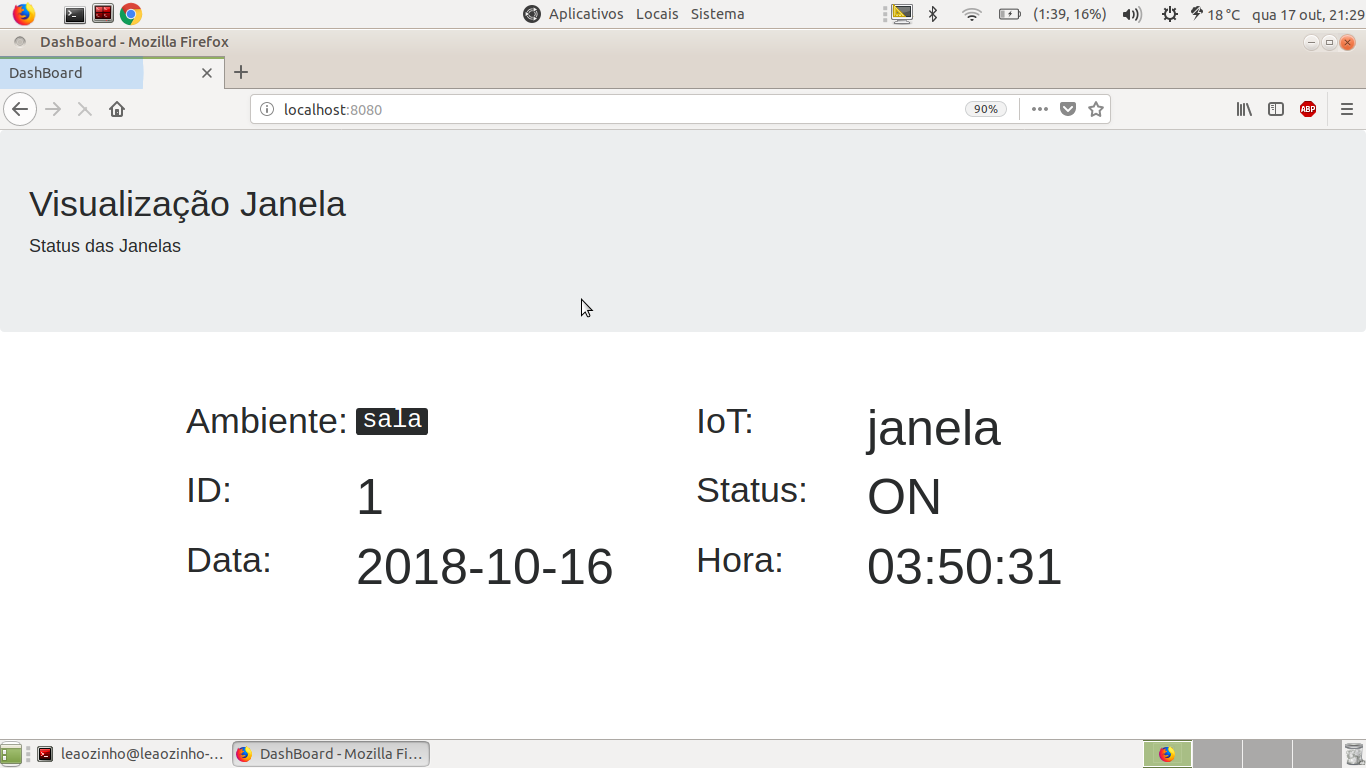 Aplicativos Locais Sistema (1:39, 16%) 18 °C qua 17 out, 21:29
DashBoard - Mozilla Firefox
DashBoard
localhost:8080 90% ABP
Visualização Janela
Status das Janelas
Ambiente: sala IoT: janela
ID: 1 Status: ON
Data: 2018-10-16 Hora: 03:50:31
leaozinho@leaozinho-... DashBoard - Mozilla Fi...